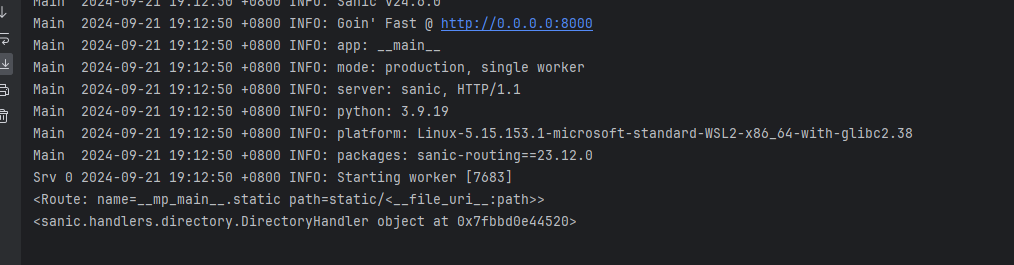 Main  2024-09-21 19:12:50 +0800 INFO: Sanic v24.6.0
Main  2024-09-21 19:12:50 +0800 INFO: Goin' Fast @ http://0.0.0.0:8000
Main  2024-09-21 19:12:50 +0800 INFO: app: __main__
Main  2024-09-21 19:12:50 +0800 INFO: mode: production, single worker
Main  2024-09-21 19:12:50 +0800 INFO: server: sanic, HTTP/1.1
Main  2024-09-21 19:12:50 +0800 INFO: python: 3.9.19
Main  2024-09-21 19:12:50 +0800 INFO: platform: Linux-5.15.153.1-microsoft-standard-WSL2-x86_64-with-glibc2.38
Main  2024-09-21 19:12:50 +0800 INFO: packages: sanic-routing==23.12.0
Srv 0 2024-09-21 19:12:50 +0800 INFO: Starting worker [7683]
<Route: name=__mp_main__.static path=static/<__file_uri__:path>>
<sanic.handlers.directory.DirectoryHandler object at 0x7fbbd0e44520>